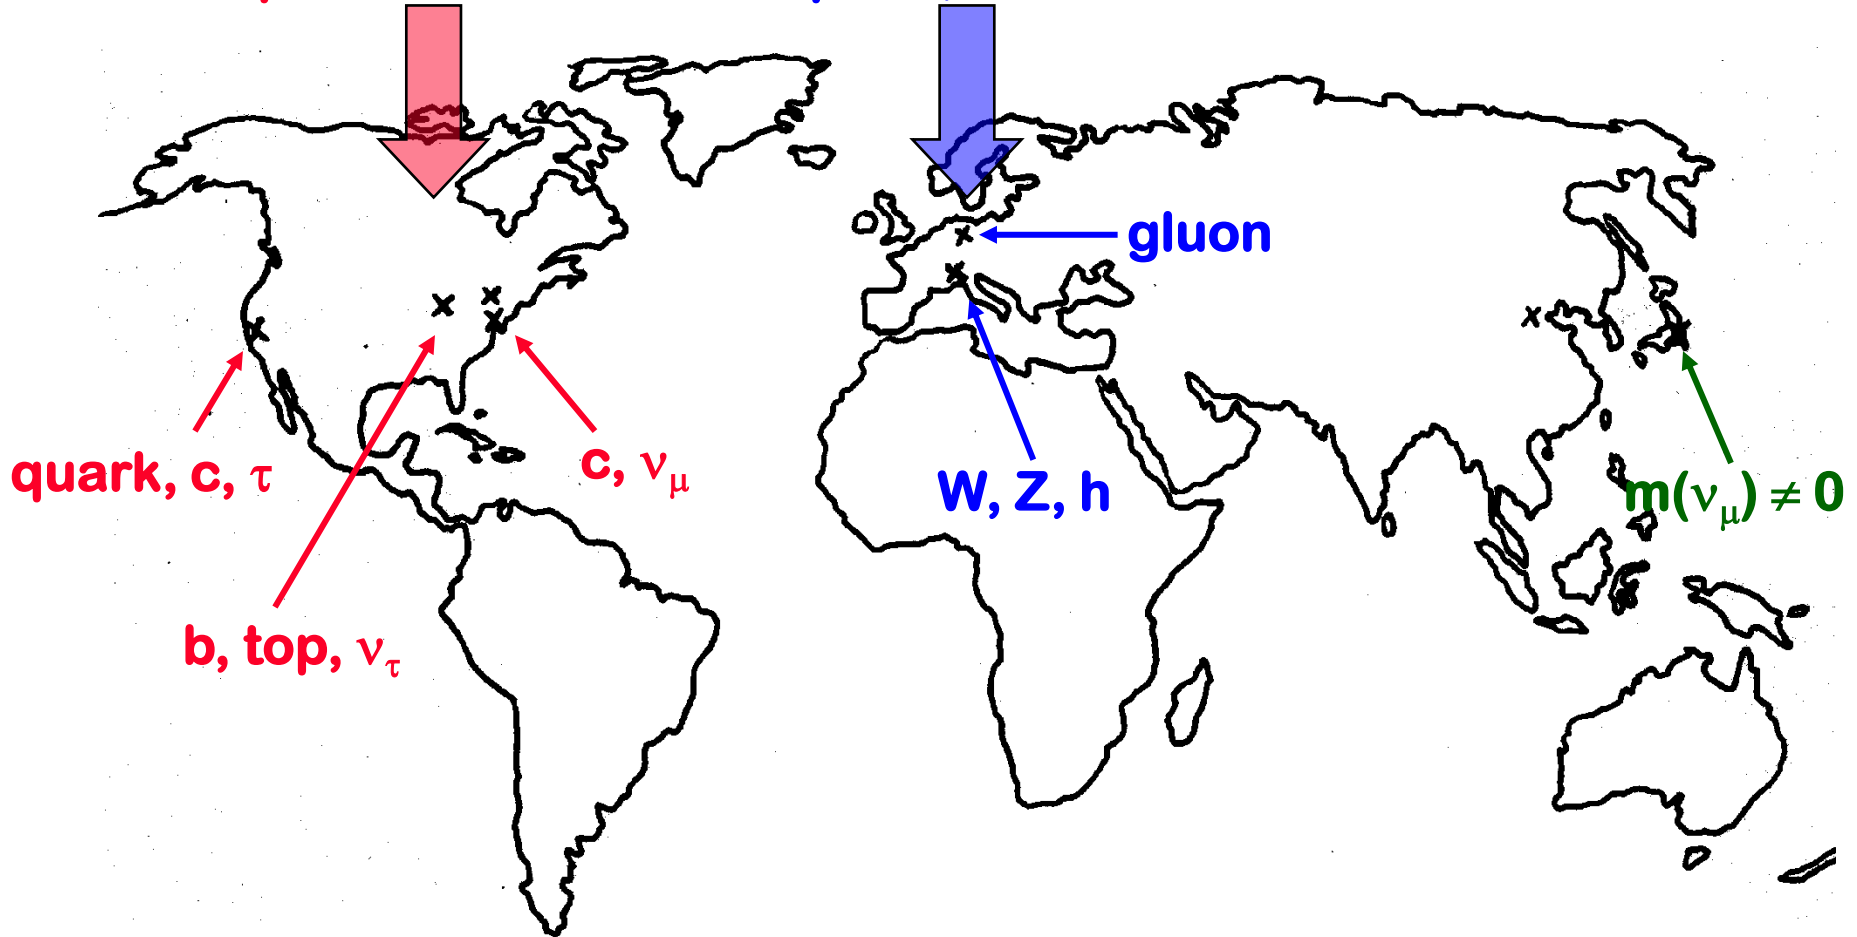 gluon
quark, c, τ
c, ν_μ
W, Z, h
m(ν_μ) ≠ 0
b, top, ν_τ